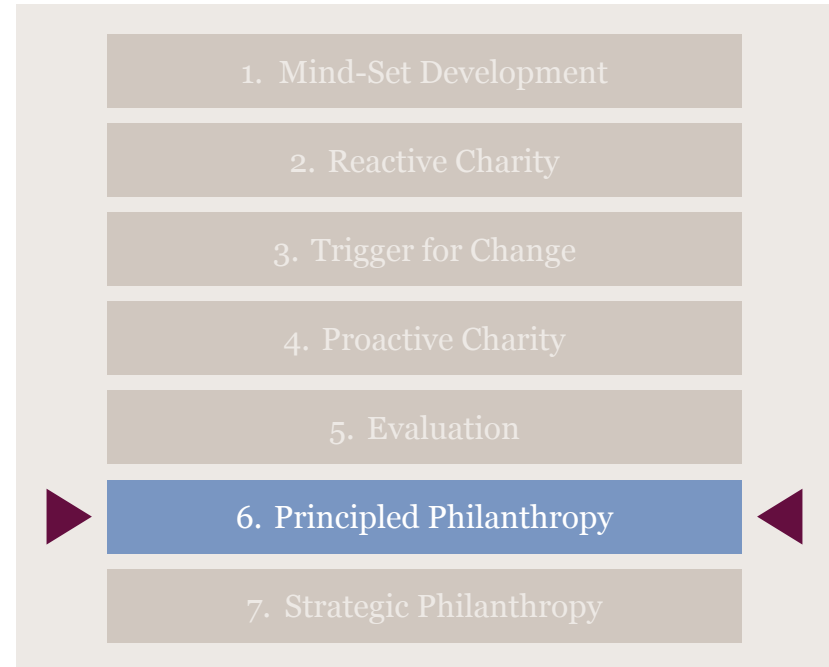 1. Mind-Set Development
2. Reactive Charity
3. Trigger for Change
4. Proactive Charity
5. Evaluation
6. Principled Philanthropy
7. Strategic Philanthropy